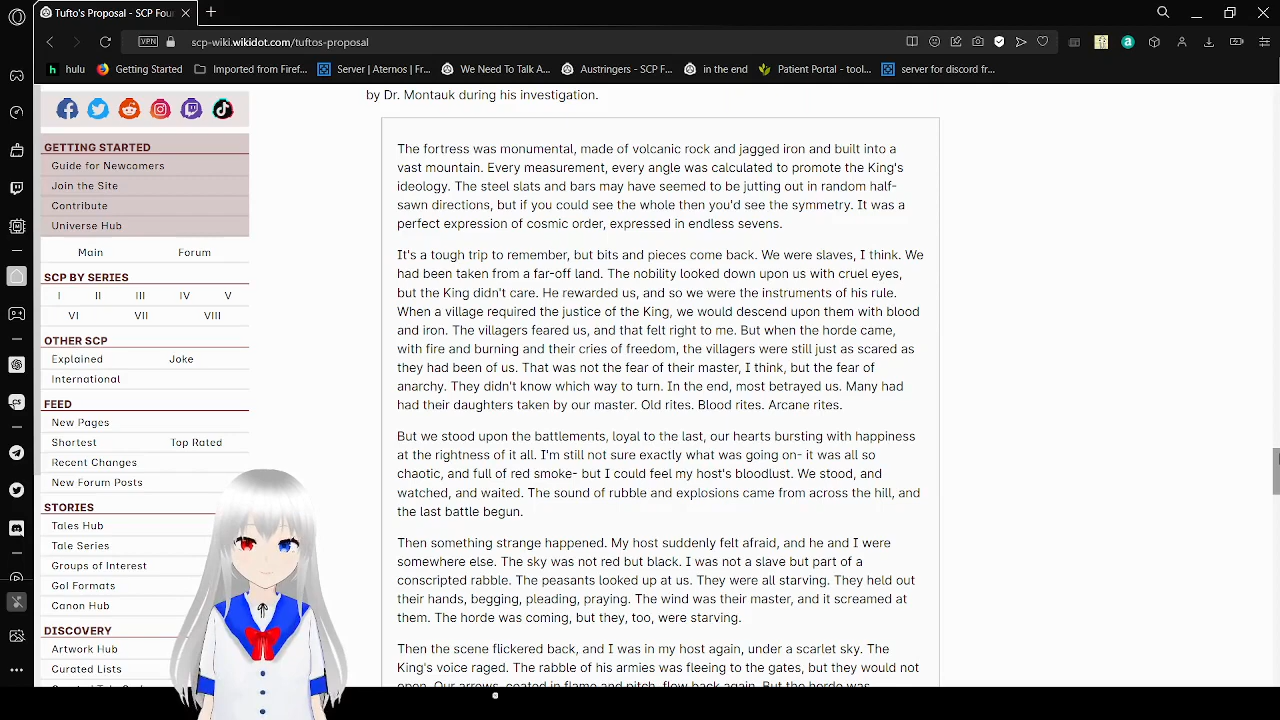 Tufto's Proposal - SCP Fou
VPN
scp-wiki.wikidot.com/tuftos-proposal
hulu
Getting Started
Imported from Firef...
Server | Aternos | Fr...
We Need To Talk A...
Austringers - SCP F...
in the end
Patient Portal - tool...
server for discord fr...
GETTING STARTED
Guide for Newcomers
Join the Site
Contribute
Universe Hub
Main Forum
SCP BY SERIES
I II III IV V
VI VII VIII
OTHER SCP
Explained Joke
International
FEED
New Pages
Shortest Top Rated
Recent Changes
New Forum Posts
STORIES
Tales Hub
Tale Series
Groups of Interest
GoI Formats
Canon Hub
DISCOVERY
Artwork Hub
Curated Lists
by Dr. Montauk during his investigation.
The fortress was monumental, made of volcanic rock and jagged iron and built into a
vast mountain. Every measurement, every angle was calculated to promote the King's
ideology. The steel slats and bars may have seemed to be jutting out in random half-
sawn directions, but if you could see the whole then you'd see the symmetry. It was a
perfect expression of cosmic order, expressed in endless sevens.
It's a tough trip to remember, but bits and pieces come back. We were slaves, I think. We
had been taken from a far-off land. The nobility looked down upon us with cruel eyes,
but the King didn't care. He rewarded us, and so we were the instruments of his rule.
When a village required the justice of the King, we would descend upon them with blood
and iron. The villagers feared us, and that felt right to me. But when the horde came,
with fire and burning and their cries of freedom, the villagers were still just as scared as
they had been of us. That was not the fear of their master, I think, but the fear of
anarchy. They didn't know which way to turn. In the end, most betrayed us. Many had
had their daughters taken by our master. Old rites. Blood rites. Arcane rites.
But we stood upon the battlements, loyal to the last, our hearts bursting with happiness
at the rightness of it all. I'm still not sure exactly what was going on- it was all so
chaotic, and full of red smoke- but I could feel my host's bloodlust. We stood, and
watched, and waited. The sound of rubble and explosions came from across the hill, and
the last battle begun.
Then something strange happened. My host suddenly felt afraid, and he and I were
somewhere else. The sky was not red but black. I was not a slave but part of a
conscripted rabble. The peasants looked up at us. They were all starving. They held out
their hands, begging, pleading, praying. The wind was their master, and it screamed at
them. The horde was coming, but they, too, were starving.
Then the scene flickered back, and I was in my host again, under a scarlet sky. The
King's voice raged. The rabble of his armies was fleeing to the gates, but they would not
open. Our arrows, coated in flame and pitch, flew back again. But the horde was